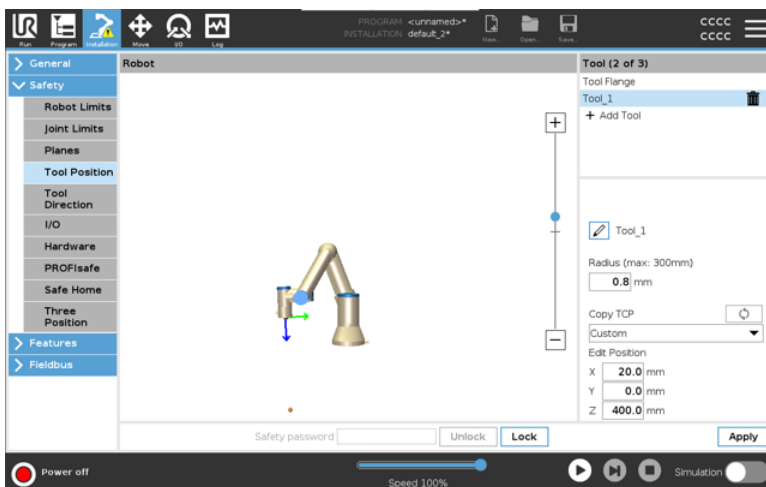 PROGRAM <unnamed>*
INSTALLATION default_2*
UR
Run
Program
Installation
Move
I/O
Log
New...
Open...
Save...
cccc
cccc
General
Safety
Robot Limits
Joint Limits
Planes
Tool Position
Tool
Direction
I/O
Hardware
PROFIsafe
Safe Home
Three
Position
Features
Fieldbus
Robot
Tool (2 of 3)
Tool Flange
Tool_1
+ Add Tool
Tool_1
Radius (max: 300mm)
0.8 mm
Copy TCP
Custom
Edit Position
X 20.0 mm
Y 0.0 mm
Z 400.0 mm
Safety password
Unlock
Lock
Apply
Power off
Speed 100%
Simulation